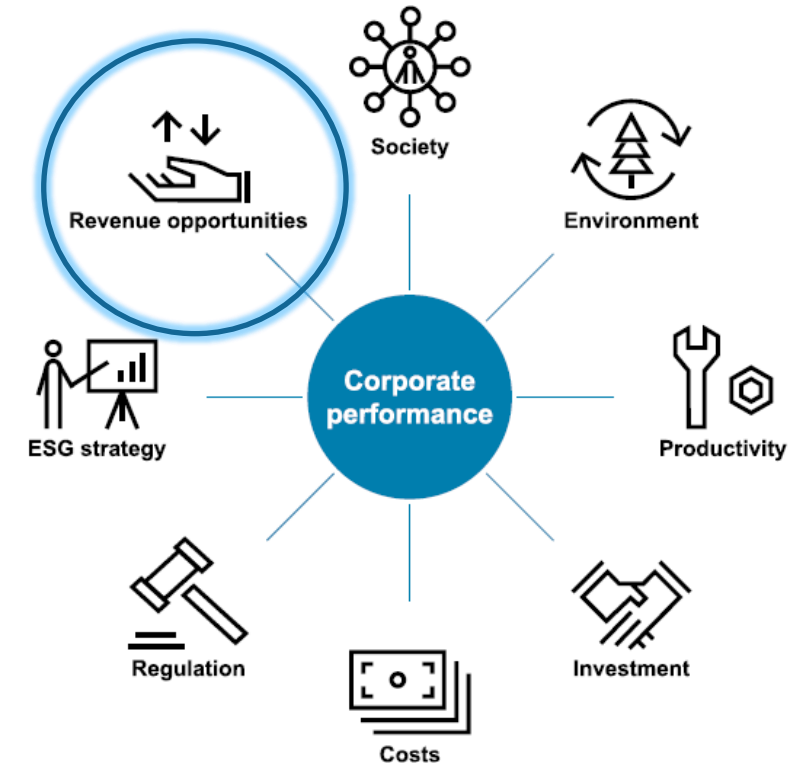 Society
Revenue opportunities
Environment
Corporate
performance
ESG strategy
Productivity
Regulation
Investment
Costs